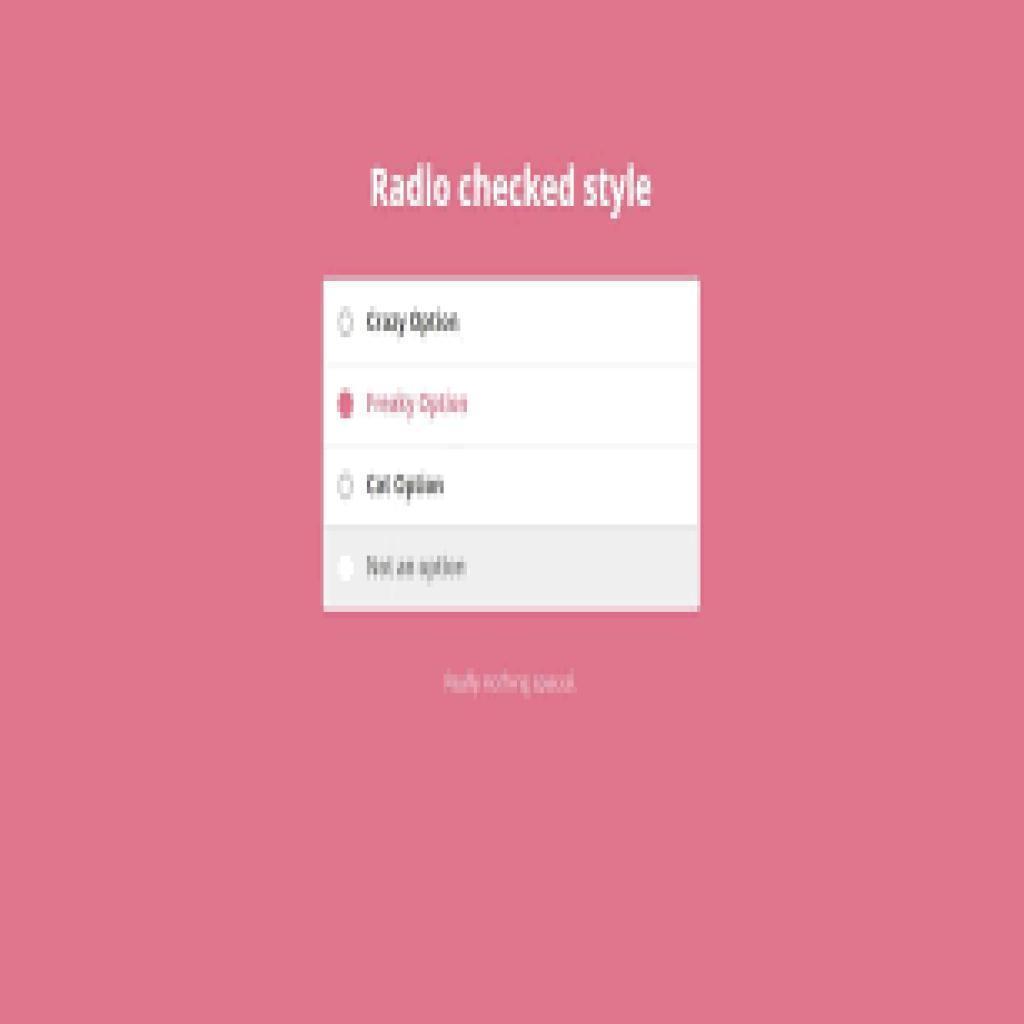 Radio checked style
Crazy Option
Freaky Option
Cat Option
Not an option
Really nothing special.